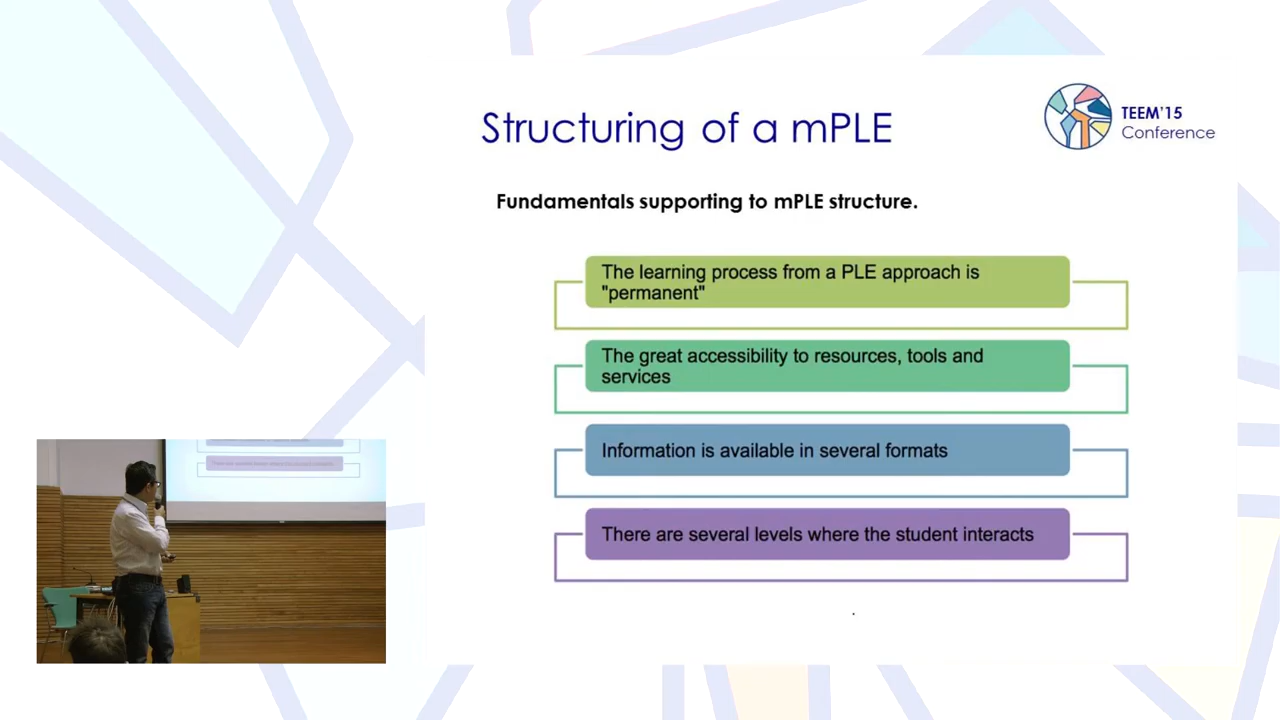 Structuring of a mPLE
TEEM'15
Conference
Fundamentals supporting to mPLE structure.
The learning process from a PLE approach is
"permanent"
The great accessibility to resources, tools and
services
Information is available in several formats
There are several levels where the student interacts
.